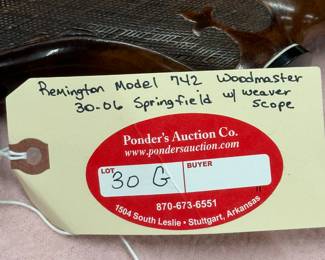 Remington Model 742 Woodmaster
30-06 Springfield w/ Weaver
Scope
Ponder's Auction Co.
www.pondersauction.com
LOT BUYER
30 G
870-673-6551
1504 South Leslie • Stuttgart, Arkansas